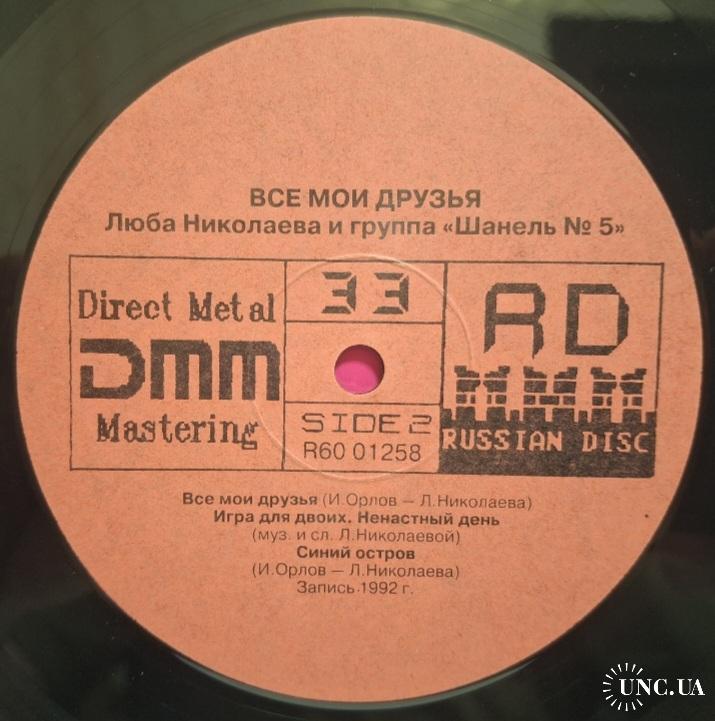 ВСЕ МОИ ДРУЗЬЯ
Люба Николаева и группа «Шанель № 5»
Direct Metal
DMM
Mastering
33
SIDE 2
R60 01258
RD
RUSSIAN DISC
Все мои друзья (И.Орлов — Л.Николаева)
Игра для двоих. Ненастный день
(муз. и сл. Л.Николаевой)
Синий остров
(И.Орлов — Л.Николаева)
Запись 1992 г.
UNC.UA